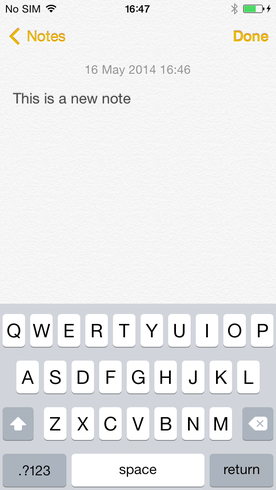 No SIM 16:47
Notes Done
16 May 2014 16:46
This is a new note
Q W E R T Y U I O P
A S D F G H J K L
Z X C V B N M
.?123 space return